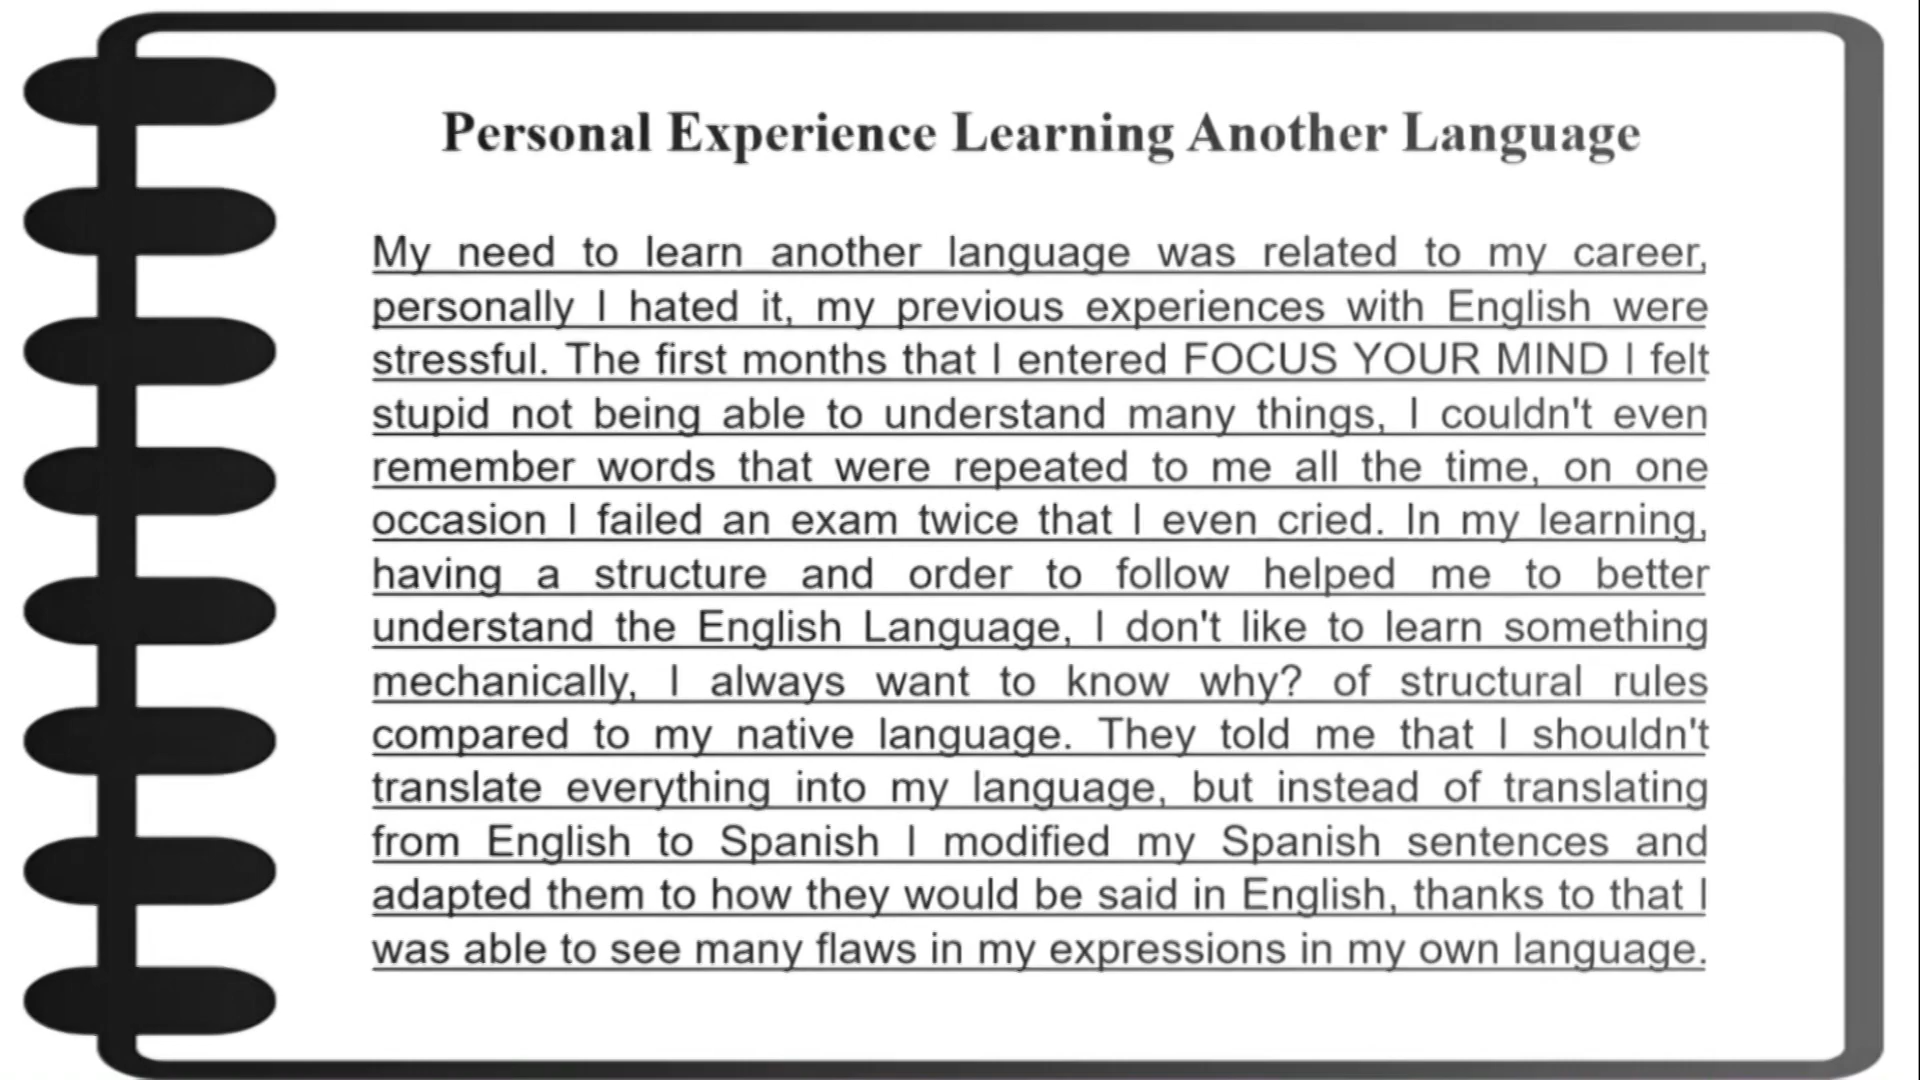 Personal Experience Learning Another Language
My need to learn another language was related to my career,
personally I hated it, my previous experiences with English were
stressful. The first months that I entered FOCUS YOUR MIND I felt
stupid not being able to understand many things, I couldn't even
remember words that were repeated to me all the time, on one
occasion I failed an exam twice that I even cried. In my learning,
having a structure and order to follow helped me to better
understand the English Language, I don't like to learn something
mechanically, I always want to know why? of structural rules
compared to my native language. They told me that I shouldn't
translate everything into my language, but instead of translating
from English to Spanish I modified my Spanish sentences and
adapted them to how they would be said in English, thanks to that I
was able to see many flaws in my expressions in my own language.